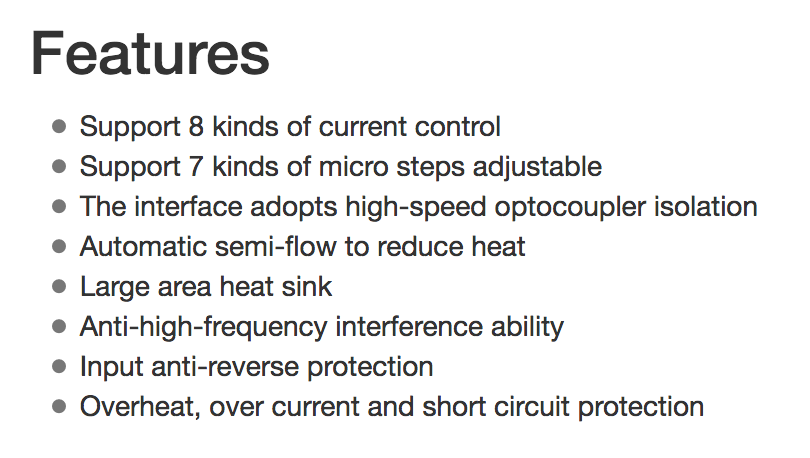 Features
Support 8 kinds of current control
Support 7 kinds of micro steps adjustable
The interface adopts high-speed optocoupler isolation
Automatic semi-flow to reduce heat
Large area heat sink
Anti-high-frequency interference ability
Input anti-reverse protection
Overheat, over current and short circuit protection